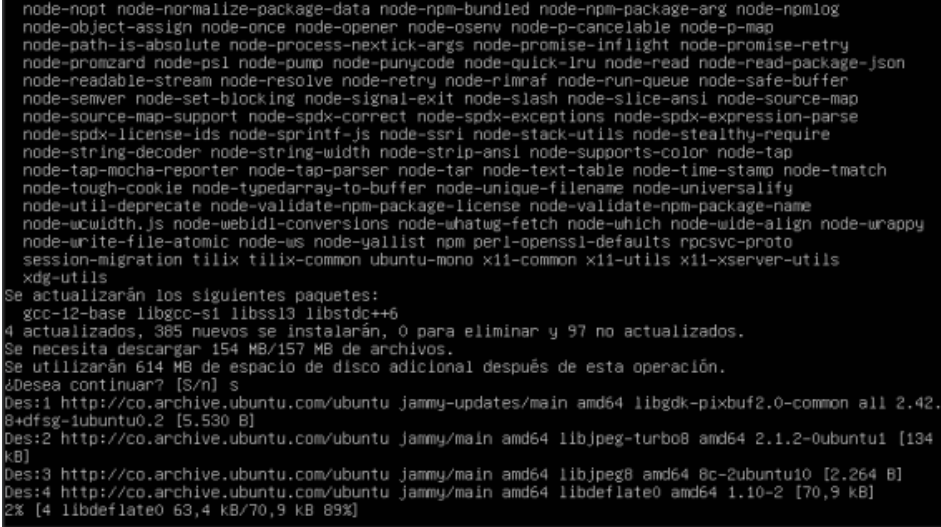 node-nopt node-normalize-package-data node-npm-bundled node-npm-package-arg node-npmlog
node-object-assign node-once node-opener node-osenv node-p-cancelable node-p-map
node-path-is-absolute node-process-nextick-args node-promise-inflight node-promise-retry
node-promzard node-psl node-pump node-punycode node-quick-lru node-read node-read-package-json
node-readable-stream node-resolve node-retry node-rimraf node-run-queue node-safe-buffer
node-semver node-set-blocking node-signal-exit node-slash node-slice-ansi node-source-map
node-source-map-support node-spdx-correct node-spdx-exceptions node-spdx-expression-parse
node-spdx-license-ids node-sprintf-js node-ssri node-stack-utils node-stealthy-require
node-string-decoder node-string-width node-strip-ansi node-supports-color node-tap
node-tap-mocha-reporter node-tap-parser node-tar node-text-table node-time-stamp node-tmatch
node-tough-cookie node-typedarray-to-buffer node-unique-filename node-universalify
node-util-deprecate node-validate-npm-package-license node-validate-npm-package-name
node-wcwidth.js node-webidl-conversions node-whatwg-fetch node-which node-wide-align node-wrappy
node-write-file-atomic node-ws node-yallist npm perl-openssl-defaults rpcsvc-proto
session-migration tilix tilix-common ubuntu-mono x11-common x11-utils x11-xserver-utils
xdg-utils
Se actualizarán los siguientes paquetes:
gcc-12-base libgcc-s1 libssl3 libstdc++6
4 actualizados, 385 nuevos se instalarán, 0 para eliminar y 97 no actualizados.
Se necesita descargar 154 MB/157 MB de archivos.
Se utilizarán 614 MB de espacio de disco adicional después de esta operación.
¿Desea continuar? [S/n] s
Des:1 http://co.archive.ubuntu.com/ubuntu jammy-updates/main amd64 libgdk-pixbuf2.0-common all 2.42.
8+dfsg-1ubuntu0.2 [5.530 B]
Des:2 http://co.archive.ubuntu.com/ubuntu jammy/main amd64 libjpeg-turbo8 amd64 2.1.2-0ubuntu1 [134
kB]
Des:3 http://co.archive.ubuntu.com/ubuntu jammy/main amd64 libjpeg8 amd64 8c-2ubuntu10 [2.264 B]
Des:4 http://co.archive.ubuntu.com/ubuntu jammy/main amd64 libdeflate0 amd64 1.10-2 [70,9 kB]
2% [4 libdeflate0 63,4 kB/70,9 kB 89%]